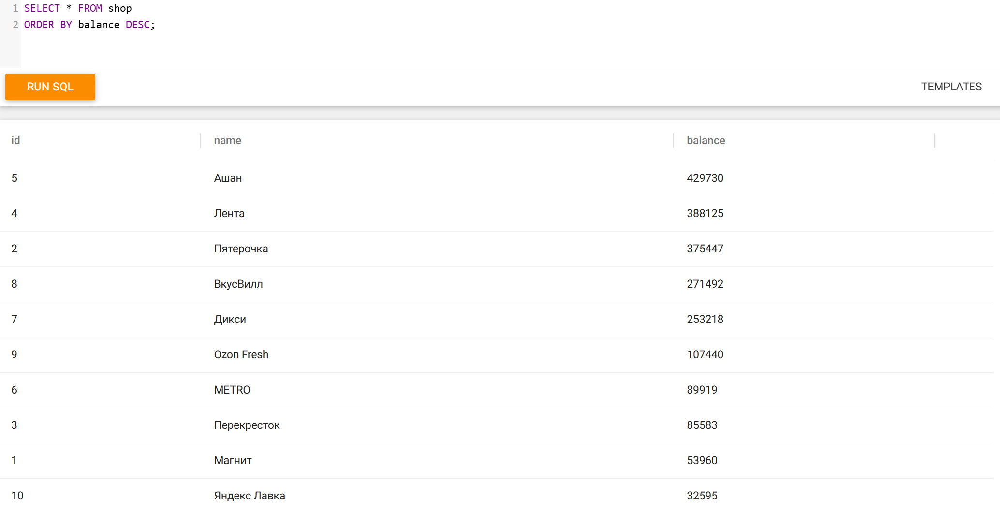 1 SELECT * FROM shop
2 ORDER BY balance DESC;
RUN SQL TEMPLATES
id name balance
5 Ашан 429730
4 Лента 388125
2 Пятерочка 375447
8 ВкусВилл 271492
7 Дикси 253218
9 Ozon Fresh 107440
6 METRO 89919
3 Перекресток 85583
1 Магнит 53960
10 Яндекс Лавка 32595